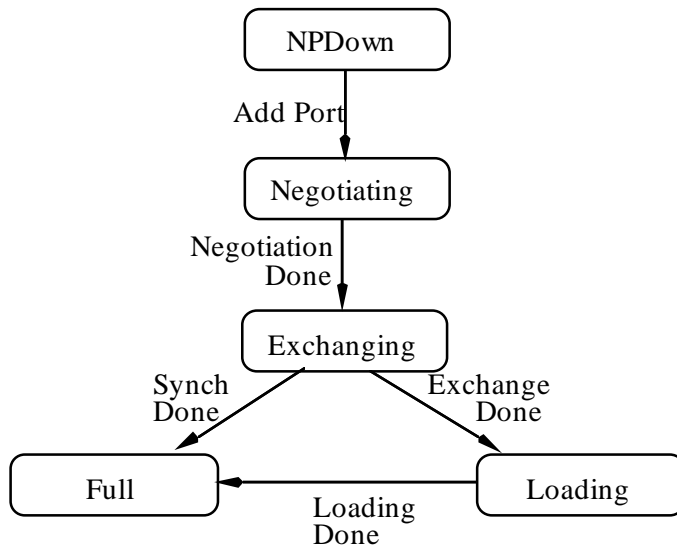 NPDown
Add Port
Negotiating
Negotiation
Done
Exchanging
Synch
Done
Exchange
Done
Full
Loading
Loading
Done